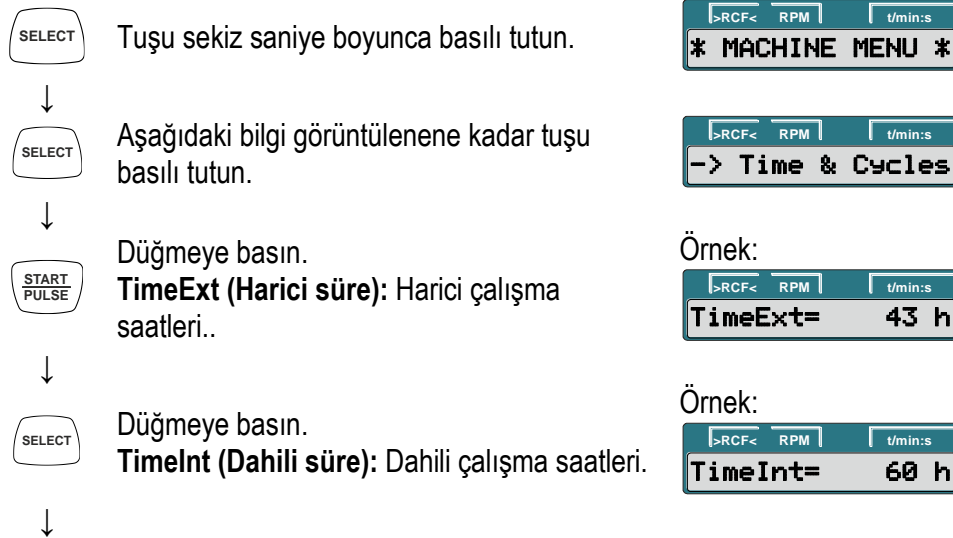 SELECT
Tuşu sekiz saniye boyunca basılı tutun.
>RCF< RPM t/min:s
* MACHINE MENU *
↓
SELECT
Aşağıdaki bilgi görüntülenene kadar tuşu
basılı tutun.
>RCF< RPM t/min:s
-> Time & Cycles
↓
START
PULSE
Düğmeye basın.
TimeExt (Harici süre): Harici çalışma
saatleri..
Örnek:
>RCF< RPM t/min:s
TimeExt= 43 h
↓
SELECT
Düğmeye basın.
TimeInt (Dahili süre): Dahili çalışma saatleri.
Örnek:
>RCF< RPM t/min:s
TimeInt= 60 h
↓